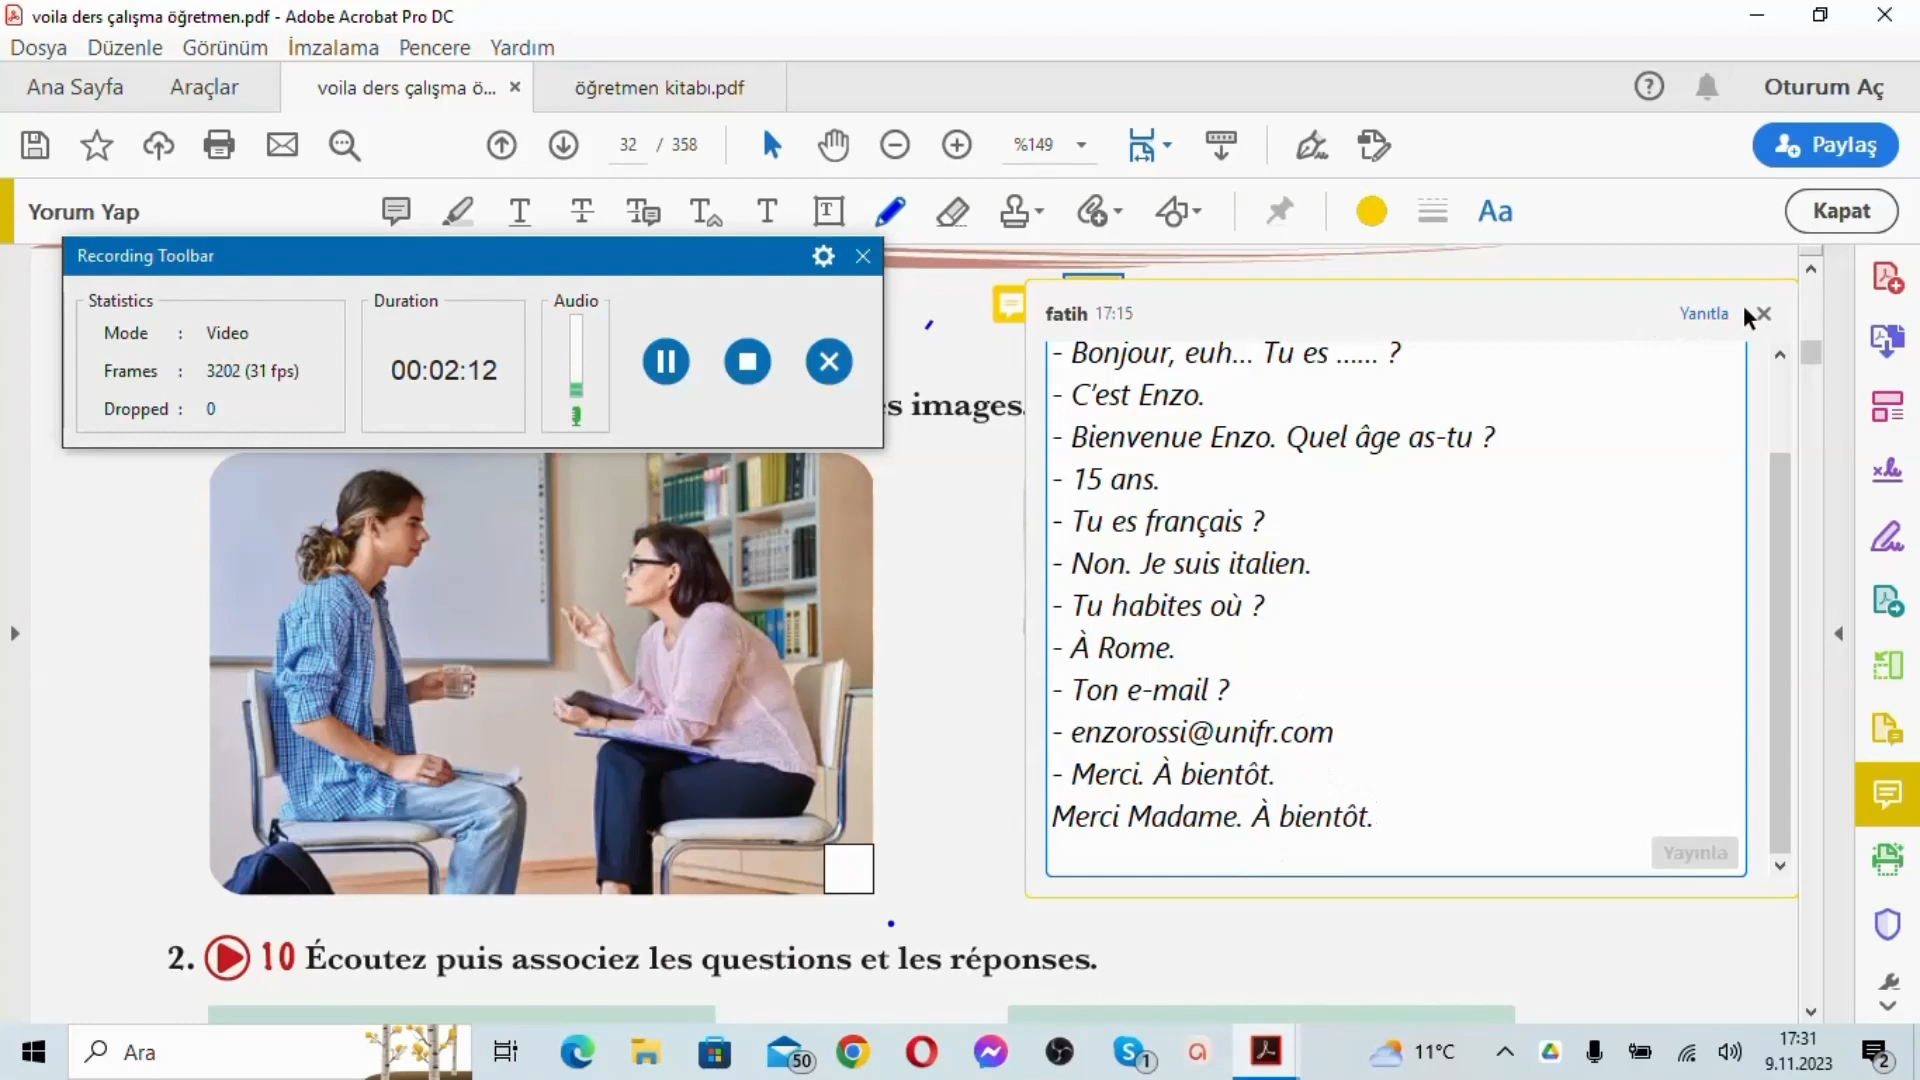 voila ders çalışma öğretmen.pdf - Adobe Acrobat Pro DC
Dosya Düzenle Görünüm İmzalama Pencere Yardım
Ana Sayfa Araçlar voila ders çalışma ö... öğretmen kitabı.pdf Oturum Aç
32 / 358 %149 Paylaş
Yorum Yap Aa Kapat
Recording Toolbar
Statistics Duration Audio
Mode : Video
Frames : 3202 (31 fps)
Dropped : 0
00:02:12
s images.
fatih 17:15 Yanıtla
- Bonjour, euh... Tu es ...... ?
- C'est Enzo.
- Bienvenue Enzo. Quel âge as-tu ?
- 15 ans.
- Tu es français ?
- Non. Je suis italien.
- Tu habites où ?
- À Rome.
- Ton e-mail ?
- enzorossi@unifr.com
- Merci. À bientôt.
Merci Madame. À bientôt.
Yayınla
2. 10 Écoutez puis associez les questions et les réponses.
Ara 50 1 11°C 17:31
9.11.2023 2